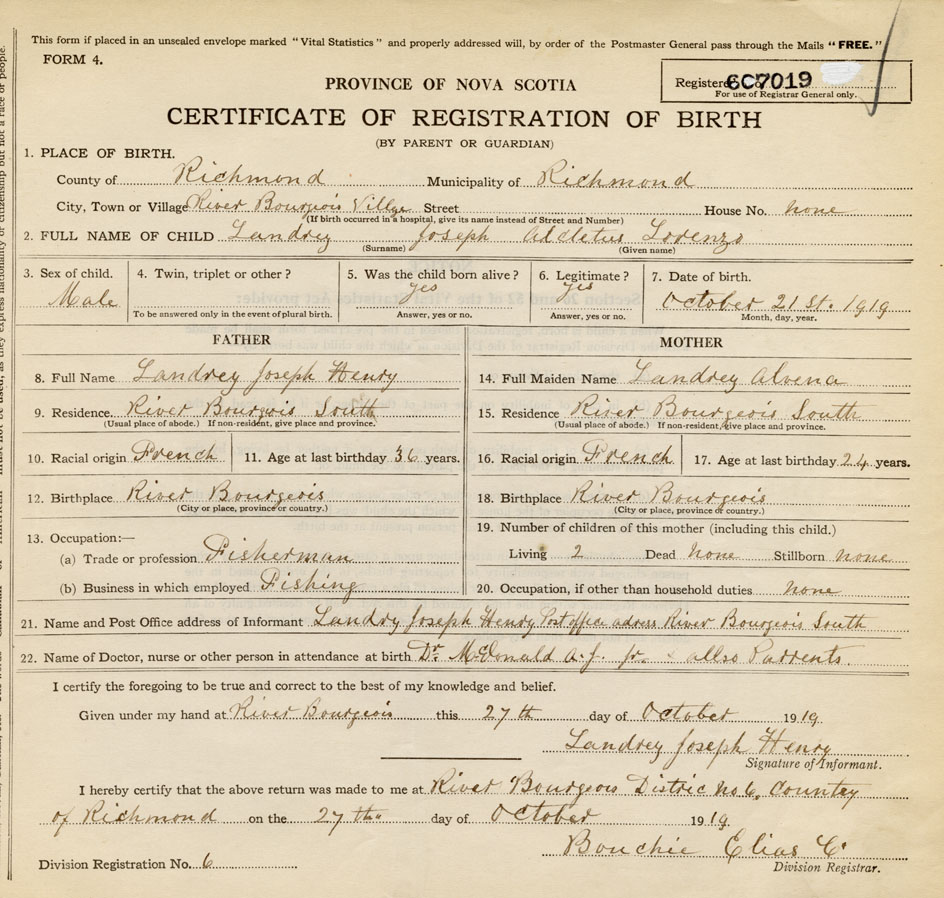 This form if placed in an unsealed envelope marked "Vital Statistics" and properly addressed will, by order of the Postmaster General pass through the Mails "FREE."
FORM 4.
PROVINCE OF NOVA SCOTIA
Registered No. 6C7019
For use of Registrar General only.
CERTIFICATE OF REGISTRATION OF BIRTH
(BY PARENT OR GUARDIAN)
1. PLACE OF BIRTH.
County of Richmond Municipality of Richmond
City, Town or Village River Bourgois Villge Street House No. none
(If birth occurred in a hospital, give its name instead of Street and Number)
2. FULL NAME OF CHILD Landrey Joseph Adcletus Lorenzo
(Surname) (Given name)
3. Sex of child. 4. Twin, triplet or other? 5. Was the child born alive? 6. Legitimate? 7. Date of birth.
Male yes yes October 21st. 1919
To be answered only in the event of plural birth. Answer, yes or no. Answer, yes or no. Month, day, year.
FATHER MOTHER
8. Full Name Landrey Joseph Henry 14. Full Maiden Name Landrey Alvena
9. Residence. River Bourgois South 15. Residence River Bourgeois South
(Usual place of abode.) If non-resident, give place and province. (Usual place of abode.) If non-resident, give place and province.
10. Racial origin French 11. Age at last birthday 36 years. 16. Racial origin French 17. Age at last birthday 24 years.
12. Birthplace River Bourgeois 18. Birthplace River Bourgeois
(City or place, province or country.) (City or place, province or country.)
13. Occupation:— 19. Number of children of this mother (including this child.)
(a) Trade or profession Fisherman Living 2 Dead none Stillborn none
(b) Business in which employed Fishing 20. Occupation, if other than household duties none
21. Name and Post Office address of Informant Landry Joseph Henry Post office adress River Bourgeois South
22. Name of Doctor, nurse or other person in attendance at birth Dr. McDonald A.J. Jr. allso Parrents.
I certify the foregoing to be true and correct to the best of my knowledge and belief.
Given under my hand at River Bourgeois this 27th day of October 1919.
Landrey Joseph Henry
Signature of Informant.
I hereby certify that the above return was made to me at River Bourgeois Distric no 6. Country
of Richmond on the 27th day of October 1919.
Bouchie Elias C.
Division Registration No. 6 Division Registrar.